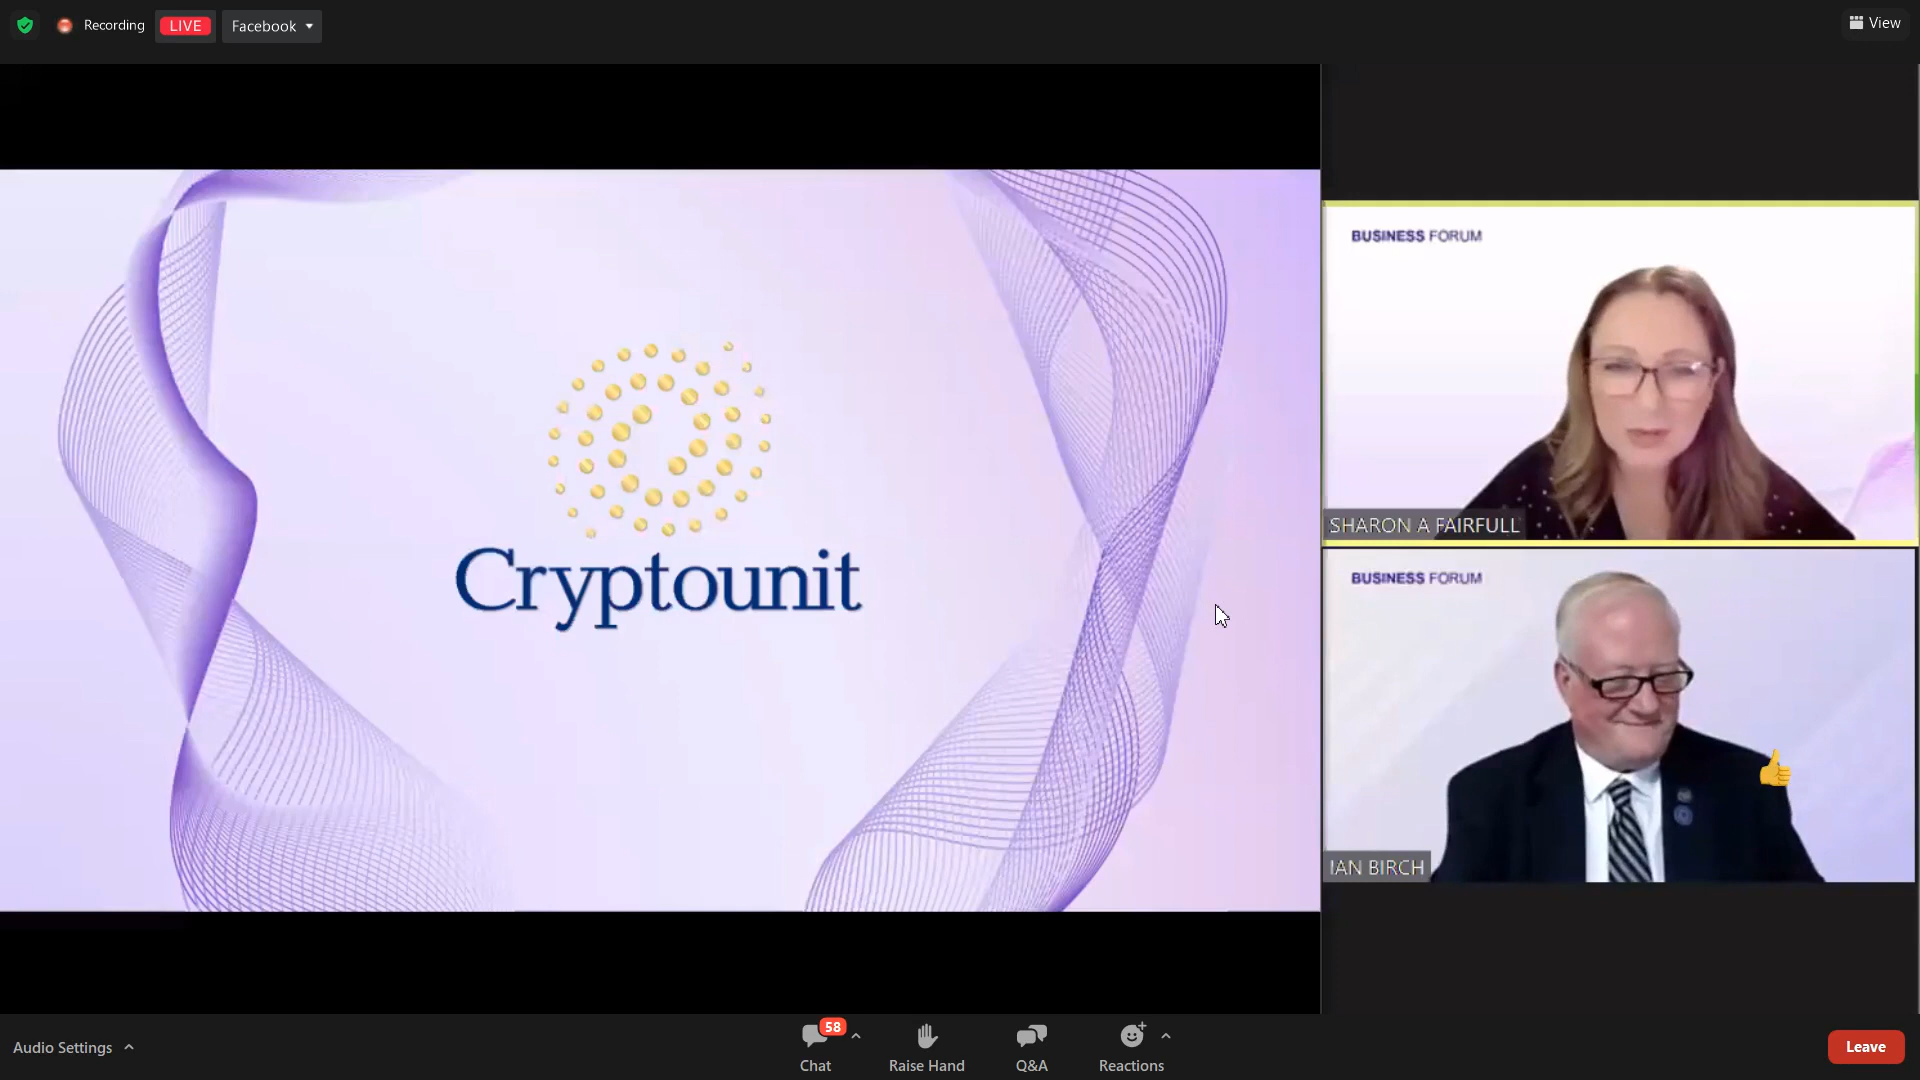 Recording
LIVE
Facebook
View
Cryptounit
BUSINESS FORUM
SHARON A FAIRFULL
BUSINESS FORUM
IAN BIRCH
Audio Settings
58
Chat
Raise Hand
Q&A
Reactions
Leave